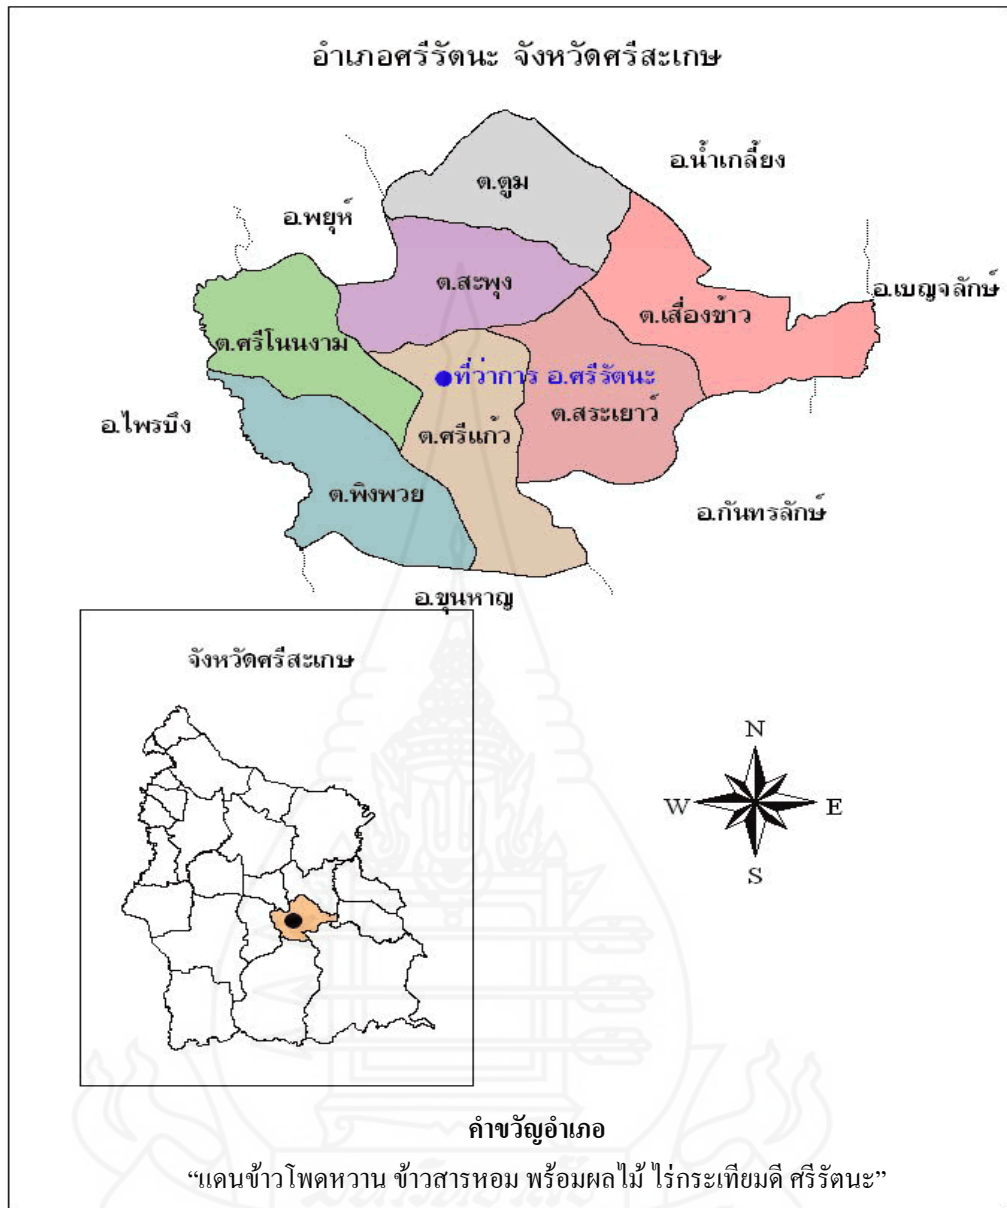 อำเภอศรีรัตนะ จังหวัดศรีสะเกษ
อ.น้ำเกลี้ยง
ต.ตูม
อ.พยุห์
ต.สะพุง
อ.เบญจลักษ์
ต.เสื่องข้าว
ต.ศรีโนนงาม
ที่ว่าการ อ.ศรีรัตนะ
ต.สระเยาว์
อ.ไพรบึง
ต.ศรีแก้ว
ต.พิงพวย
อ.กันทรลักษ์
อ.ขุนหาญ
จังหวัดศรีสะเกษ
N
W
E
S
คำขวัญอำเภอ
“แดนข้าวโพดหวาน ข้าวสารหอม พร้อมผลไม้ ไร่กระเทียมดี ศรีรัตนะ”